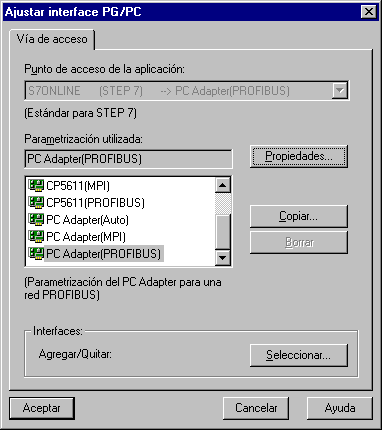 Ajustar interface PG/PC
Vía de acceso
Punto de acceso de la aplicación:
S7ONLINE (STEP 7) --> PC Adapter(PROFIBUS)
(Estándar para STEP 7)
Parametrización utilizada:
PC Adapter(PROFIBUS)
Propiedades...
CP5611(MPI)
CP5611(PROFIBUS)
PC Adapter(Auto)
PC Adapter(MPI)
PC Adapter(PROFIBUS)
Copiar...
Borrar
(Parametrización del PC Adapter para una
red PROFIBUS)
Interfaces:
Agregar/Quitar:
Seleccionar...
Aceptar
Cancelar
Ayuda